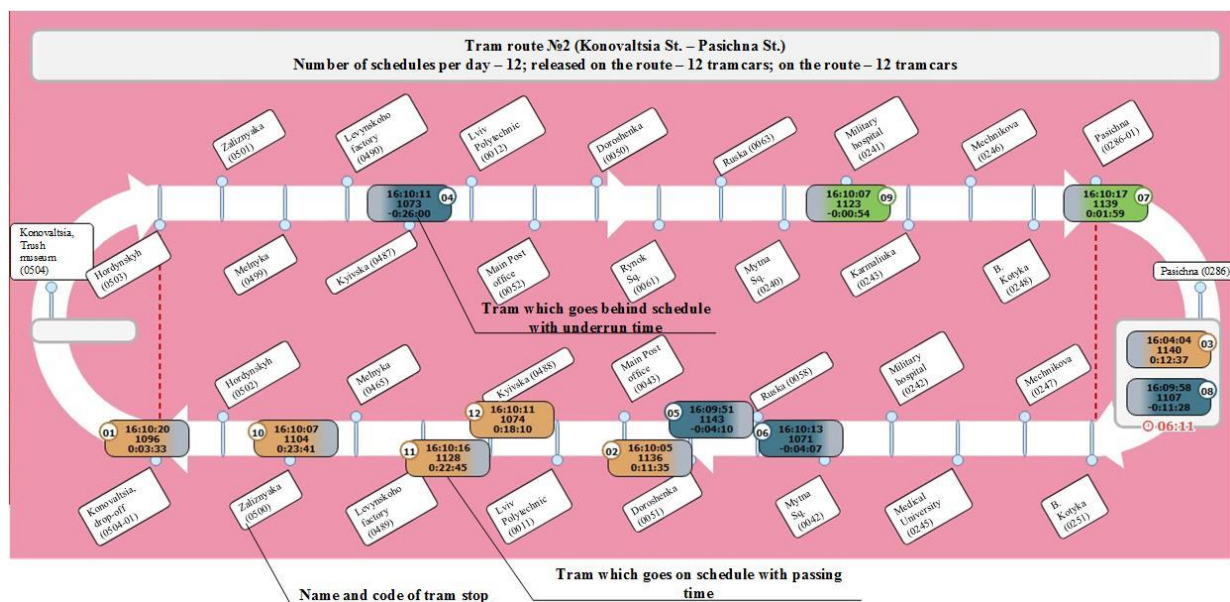 Tram route №2 (Konovaltsia St. – Pasichna St.)
Number of schedules per day – 12; released on the route – 12 tramcars; on the route – 12 tramcars
Zaliznyaka
(0501)
Levynskoho
factory
(0490)
Lviv
Polytechnic
(0012)
Doroshenka
(0050)
Ruska (0063)
Military
hospital
(0241)
Mechnikova
(0246)
Pasichna
(0286-01)
16:10:11
1073
-0:26:00
04
16:10:07
1123
-0:00:54
09
16:10:17
1139
0:01:59
07
Konovaltsia,
Trush
museum
(0504)
Hordynskyh
(0503)
Melnyka
(0499)
Kyivska (0487)
Main Post
office
(0052)
Rynok
Sq.
(0061)
Mytna
Sq.
(0240)
Karmaliuka
(0243)
B.
Kotyka
(0248)
Pasichna (0286)
Tram which goes behind schedule
with underrun time
16:04:04
1140
0:12:37
03
16:09:58
1107
-0:11:28
08
06:11
Hordynskyh
(0502)
Melnyka
(0465)
Kyivska (0488)
Main Post
office
(0043)
Ruska
(0058)
Military
hospital
(0242)
Mechnikova
(0247)
01
16:10:20
1096
0:03:33
10
16:10:07
1104
0:23:41
12
16:10:11
1074
0:18:10
11
16:10:16
1128
0:22:45
02
16:10:05
1136
0:11:35
05
16:09:51
1143
-0:04:10
06
16:10:13
1071
-0:04:07
Konovaltsia,
drop-off
(0504-01)
Zaliznyaka
(0500)
Levynskoho
factory
(0489)
Lviv
Polytechnic
(0011)
Doroshenka
(0051)
Mytna
Sq.
(0042)
Medical
University
(0245)
B.
Kotyka
(0251)
Tram which goes on schedule with passing
time
Name and code of tram stop